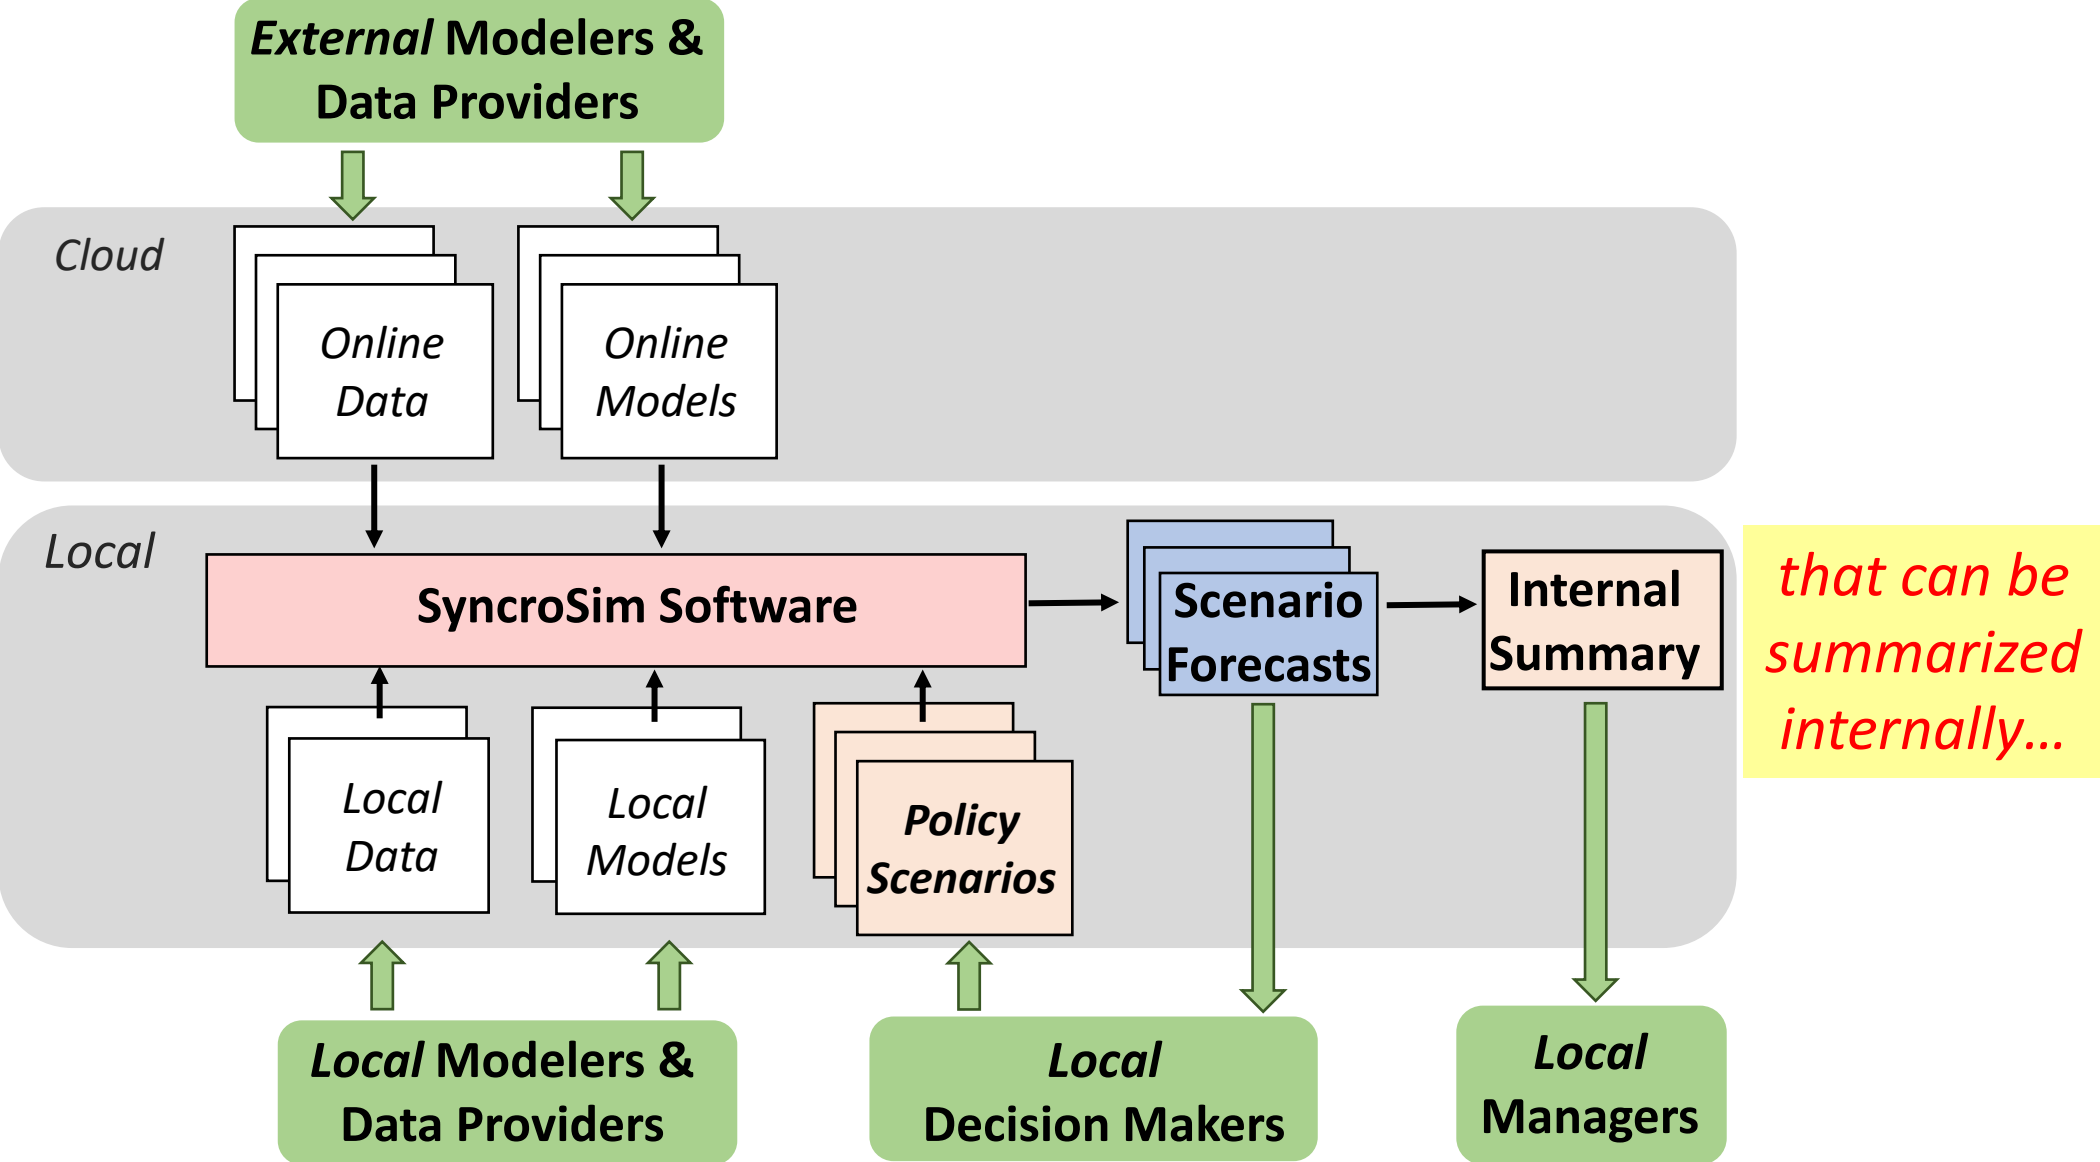 External Modelers &
Data Providers
Cloud
Online
Data
Online
Models
Local
SyncroSim Software
Scenario
Forecasts
Internal
Summary
that can be
summarized
internally...
Local
Data
Local
Models
Policy
Scenarios
Local Modelers &
Data Providers
Local
Decision Makers
Local
Managers